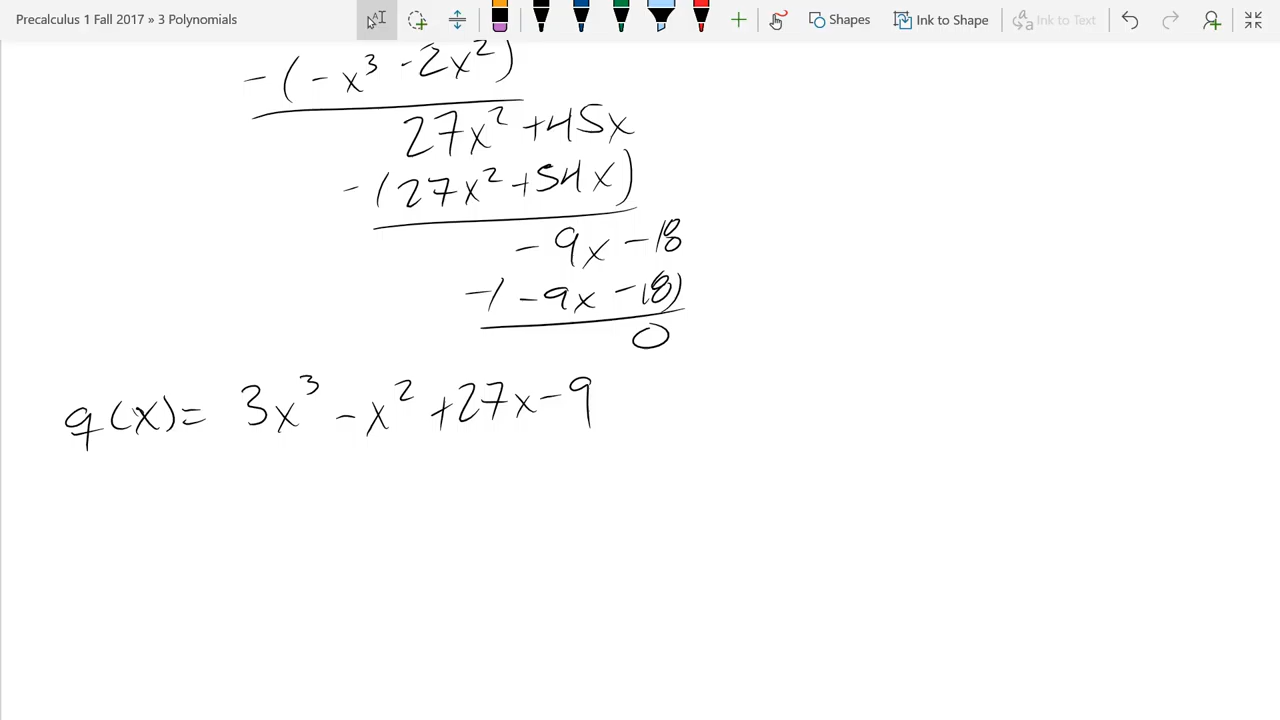 Precalculus 1 Fall 2017 » 3 Polynomials
Shapes
Ink to Shape
Ink to Text
-(-x³ -2x²)
27x² +45x
-(27x² +54x)
-9x -18
-(-9x -18)
0
q(x)= 3x³ -x² +27x-9